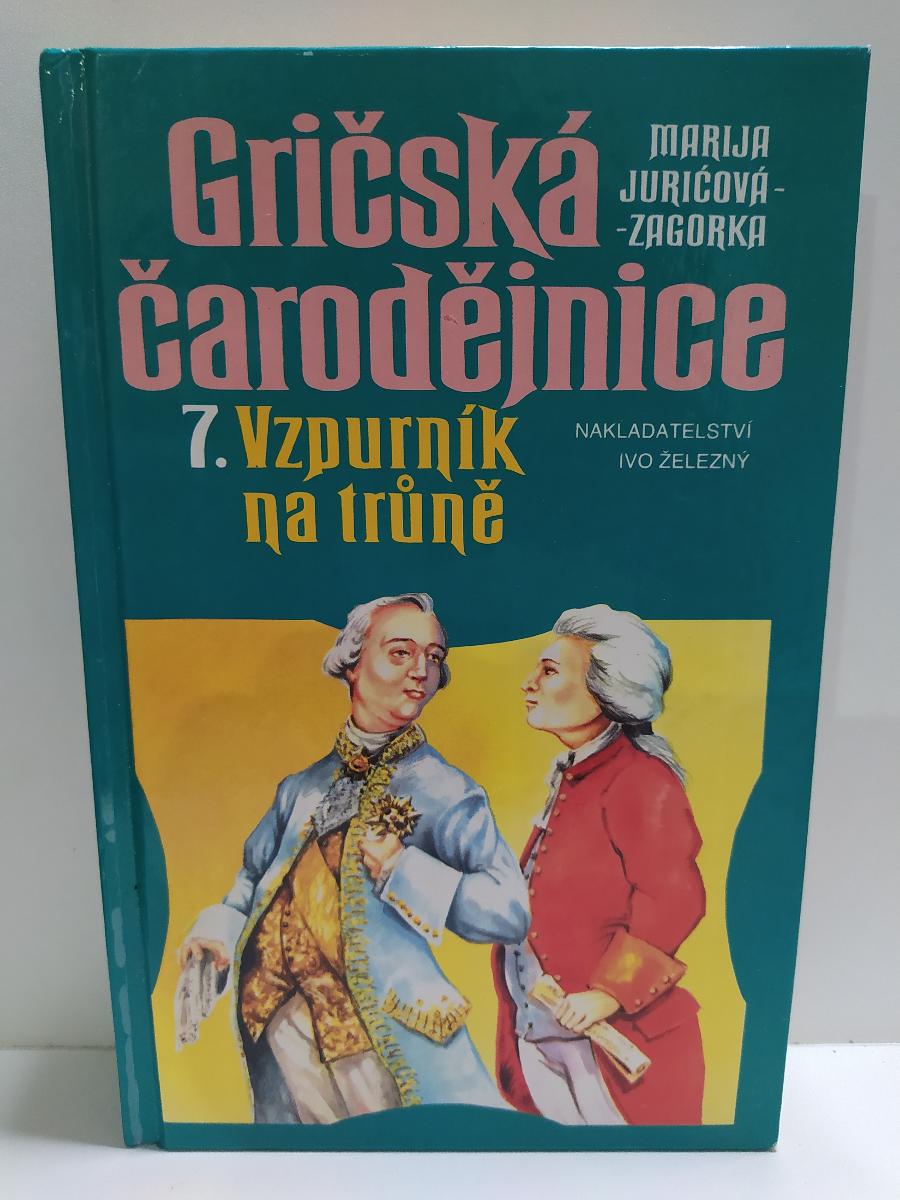 Gričská
čarodějnice
MARIJA
JURIĆOVÁ-
-ZAGORKA
7. Vzpurník
na trůně
NAKLADATELSTVÍ
IVO ŽELEZNÝ